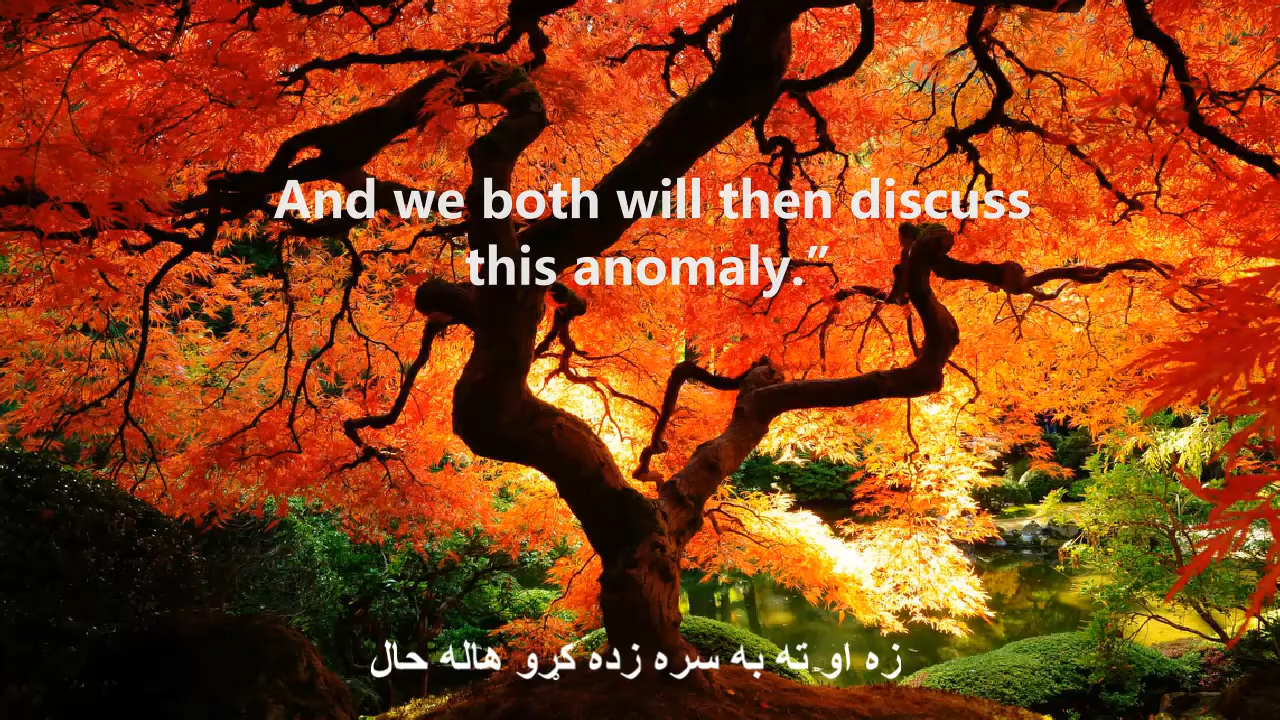 And we both will then discuss
this anomaly.”
زه او ته به سره زده کړو هاله حال